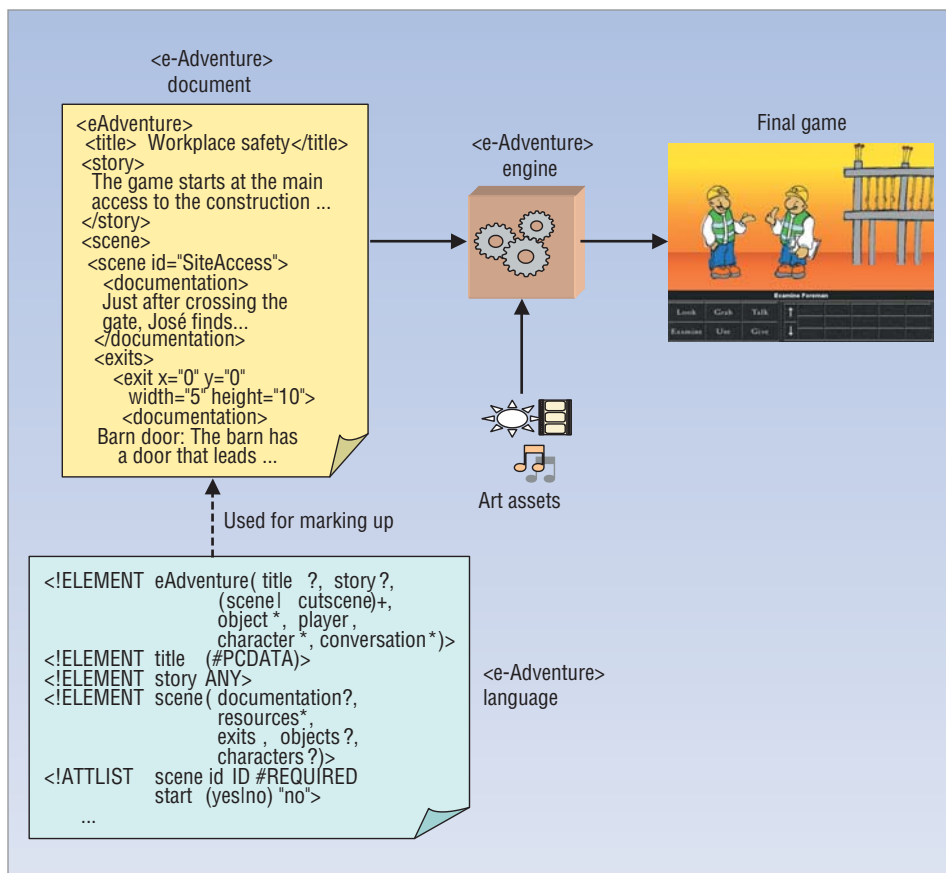 <e-Adventure>
document
<eAdventure>
<title> Workplace safety</title>
<story>
The game starts at the main
access to the construction ...
</story>
<scene>
<scene id="SiteAccess">
<documentation>
Just after crossing the
gate, José finds...
</documentation>
<exits>
<exit x="0" y="0"
width="5" height="10">
<documentation>
Barn door: The barn has
a door that leads ...
<e-Adventure>
engine
Final game
Examine Foreman
Look Grab Talk
Examine Use Give
Art assets
Used for marking up
<!ELEMENT eAdventure( title ?, story?,
(scene| cutscene)+,
object *, player ,
character *, conversation *)>
<!ELEMENT title (#PCDATA)>
<!ELEMENT story ANY>
<!ELEMENT scene( documentation?,
resources*,
exits , objects ?,
characters ?)>
<!ATTLIST scene id ID #REQUIRED
start (yes|no) "no">
...
<e-Adventure>
language